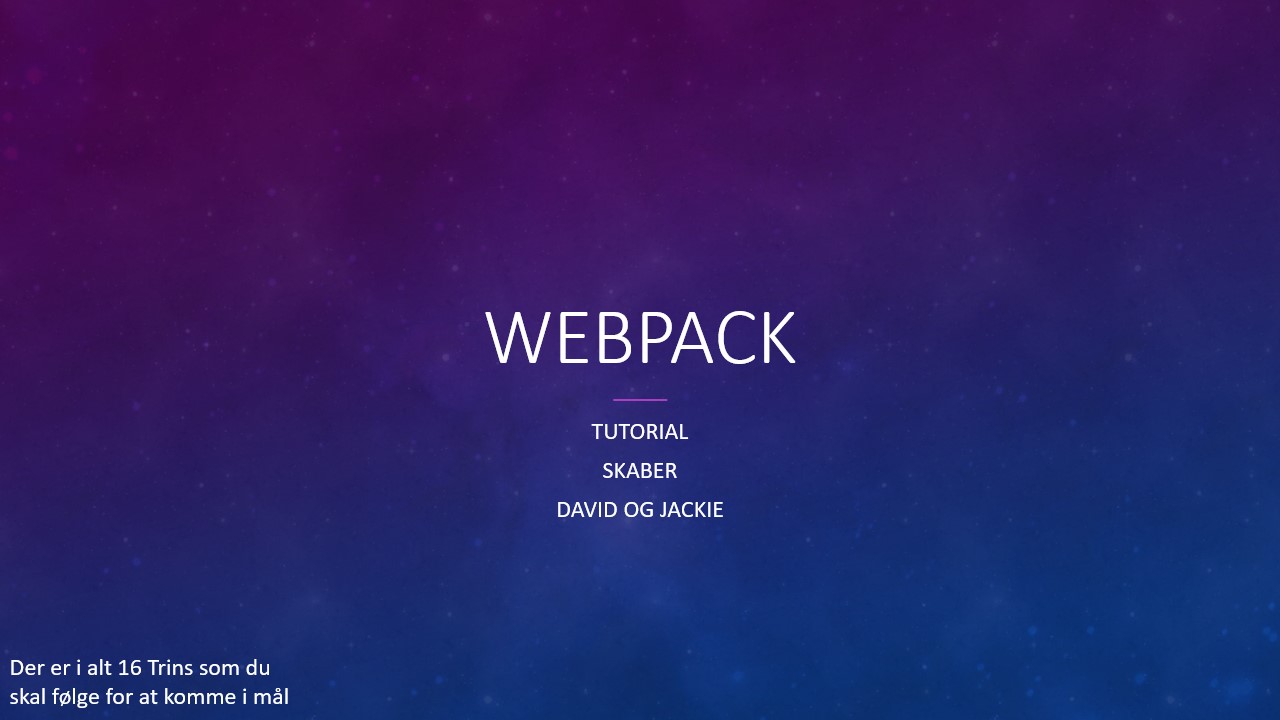 WEBPACK
TUTORIAL
SKABER
DAVID OG JACKIE
Der er i alt 16 Trins som du
skal følge for at komme i mål